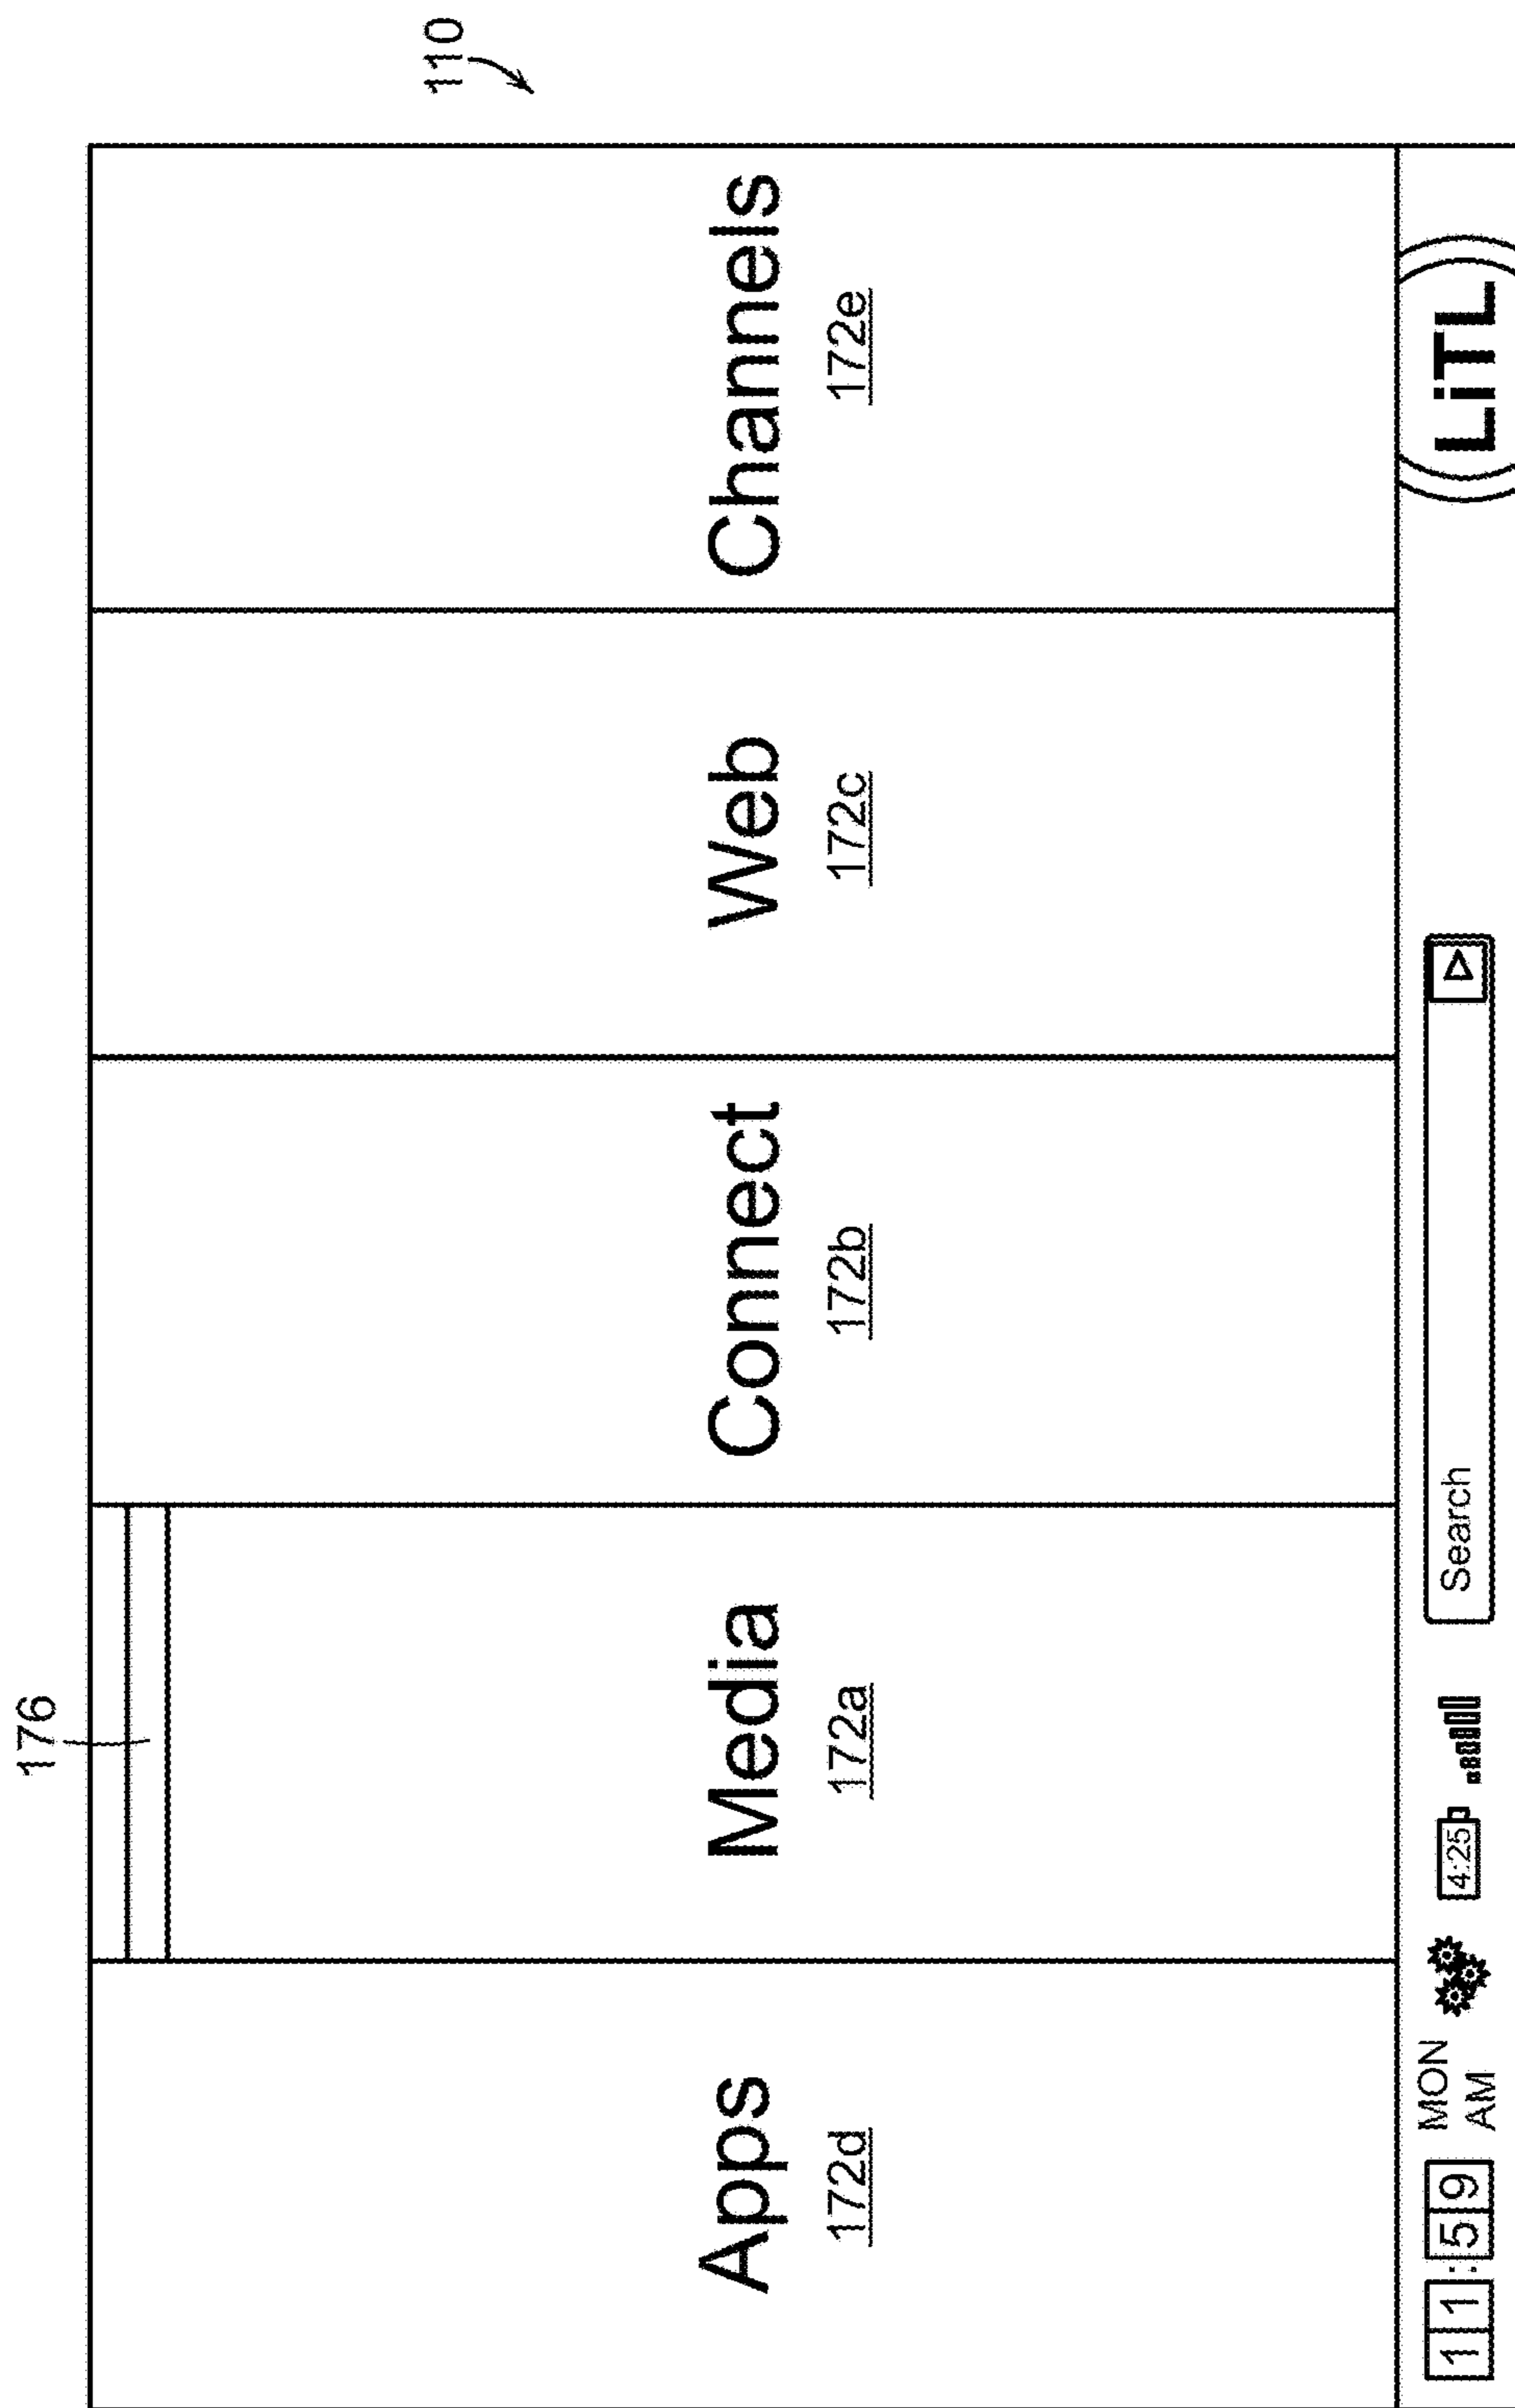 110
176
Apps
172d
Media
172a
Connect
172b
Web
172c
Channels
172e
11:59
MON
AM
4:25
Search
LiTL